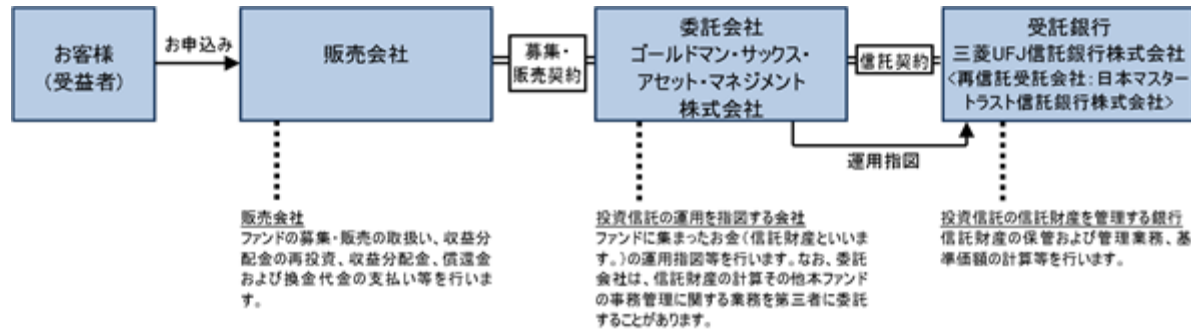 お客様
（受益者）
お申込み
販売会社
募集・
販売契約
委託会社
ゴールドマン・サックス・
アセット・マネジメント
株式会社
信託契約
受託銀行
三菱UFJ信託銀行株式会社
<再信託受託会社：日本マスター
トラスト信託銀行株式会社>
運用指図
販売会社
ファンドの募集・販売の取扱い、収益分
配金の再投資、収益分配金、償還金
および換金代金の支払い等を行いま
す。
投資信託の運用を指図する会社
ファンドに集まったお金（信託財産といいま
す。）の運用指図等を行います。なお、委託
会社は、信託財産の計算その他本ファンド
の事務管理に関する業務を第三者に委託
することがあります。
投資信託の信託財産を管理する銀行
信託財産の保管および管理業務、基
準価額の計算等を行います。